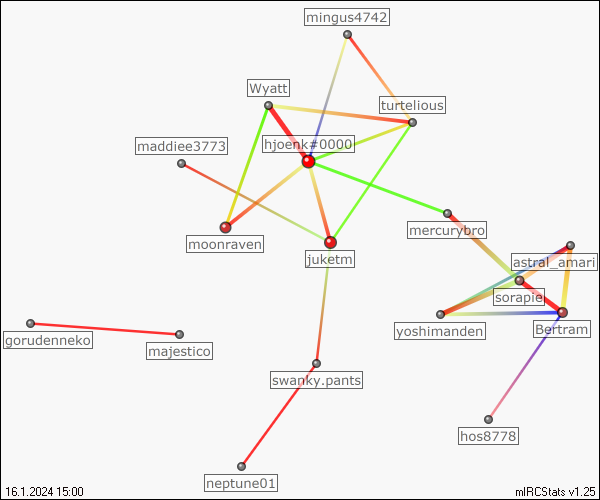 mingus4742
Wyatt
turtelious
hjoenk#0000
maddiee3773
moonraven
mercurybro
juketm
astral_amari
sorapie
yoshimanden
Bertram
gorudenneko
majestico
swanky.pants
hos8778
neptune01
16.1.2024 15:00
mIRCStats v1.25